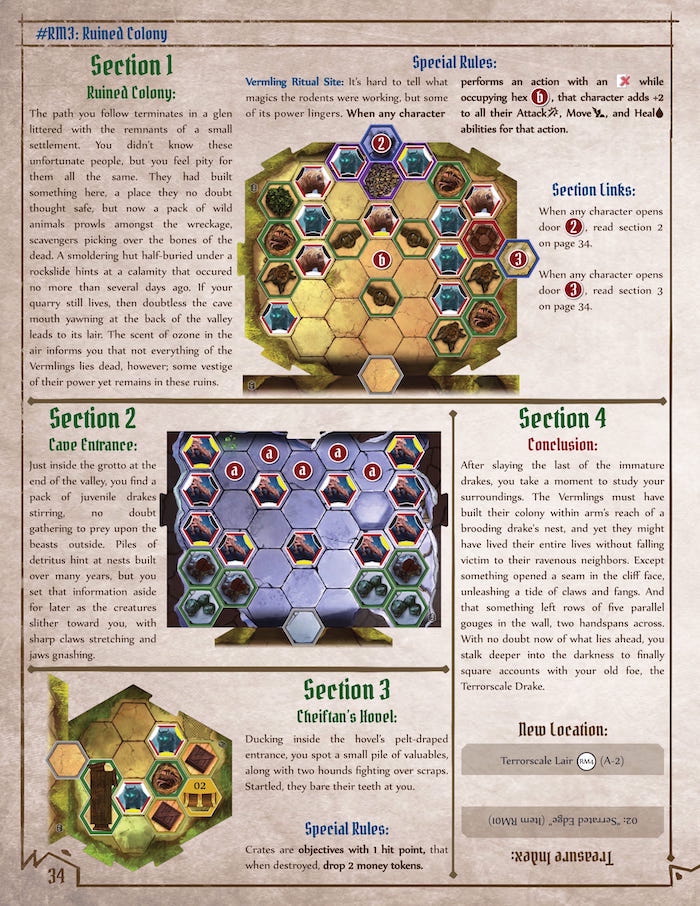 #RM3: Ruined Colony
Section 1
Ruined Colony:
The path you follow terminates in a glen
littered with the remnants of a small
settlement. You didn't know these
unfortunate people, but you feel pity for
them all the same. They had built
something here, a place they no doubt
thought safe, but now a pack of wild
animals prowls amongst the wreckage,
scavengers picking over the bones of the
dead. A smoldering hut half-buried under a
rockslide hints at a calamity that occured
no more than several days ago. If your
quarry still lives, then doubtless the cave
mouth yawning at the back of the valley
leads to its lair. The scent of ozone in the
air informs you that not everything of the
Vermlings lies dead, however; some vestige
of their power yet remains in these ruins.
Special Rules:
Vermling Ritual Site: It's hard to tell what
magics the rodents were working, but some
of its power lingers. When any character
performs an action with an while
occupying hex b, that character adds +2
to all their Attack, Move, and Heal
abilities for that action.
2
b
3
Section Links:
When any character opens
door 2, read section 2
on page 34.
When any character opens
door 3, read section 3
on page 34.
Section 2
Cave Entrance:
Just inside the grotto at the
end of the valley, you find a
pack of juvenile drakes
stirring, no doubt
gathering to prey upon the
beasts outside. Piles of
detritus hint at nests built
over many years, but you
set that information aside
for later as the creatures
slither toward you, with
sharp claws stretching and
jaws gnashing.
a
a
a
a
Section 4
Conclusion:
After slaying the last of the immature
drakes, you take a moment to study your
surroundings. The Vermlings must have
built their colony within arm's reach of a
brooding drake's nest, and yet they might
have lived their entire lives without falling
victim to their ravenous neighbors. Except
something opened a seam in the cliff face,
unleashing a tide of claws and fangs. And
that something left rows of five parallel
gouges in the wall, two handspans across.
With no doubt now of what lies ahead, you
stalk deeper into the darkness to finally
square accounts with your old foe, the
Terrorscale Drake.
Section 3
Cheiftan's Hovel:
Ducking inside the hovel's pelt-draped
entrance, you spot a small pile of valuables,
along with two hounds fighting over scraps.
Startled, they bare their teeth at you.
Special Rules:
Crates are objectives with 1 hit point, that
when destroyed, drop 2 money tokens.
02
New Location:
Terrorscale Lair RM4 (A-2)
Treasure Index:
02: "Serrated Edge" (Item RM01)
34